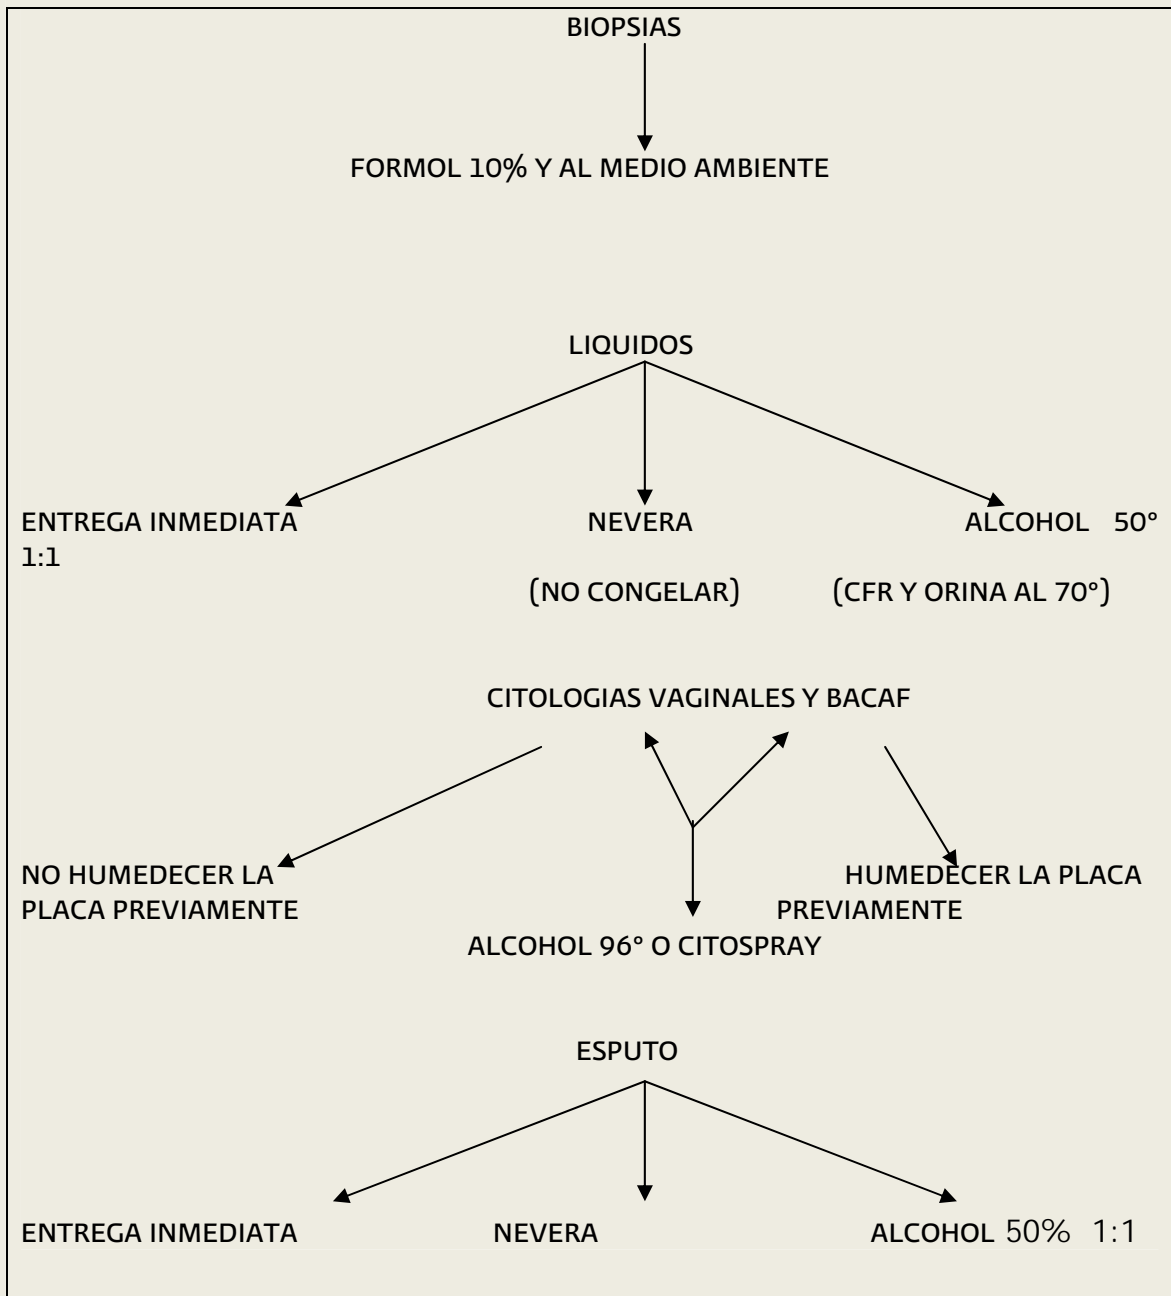 BIOPSIAS
FORMOL 10% Y AL MEDIO AMBIENTE
LIQUIDOS
ENTREGA INMEDIATA NEVERA ALCOHOL 50°
1:1
(NO CONGELAR) (CFR Y ORINA AL 70°)
CITOLOGIAS VAGINALES Y BACAF
NO HUMEDECER LA HUMEDECER LA PLACA
PLACA PREVIAMENTE PREVIAMENTE
ALCOHOL 96° O CITOSPRAY
ESPUTO
ENTREGA INMEDIATA NEVERA ALCOHOL 50% 1:1